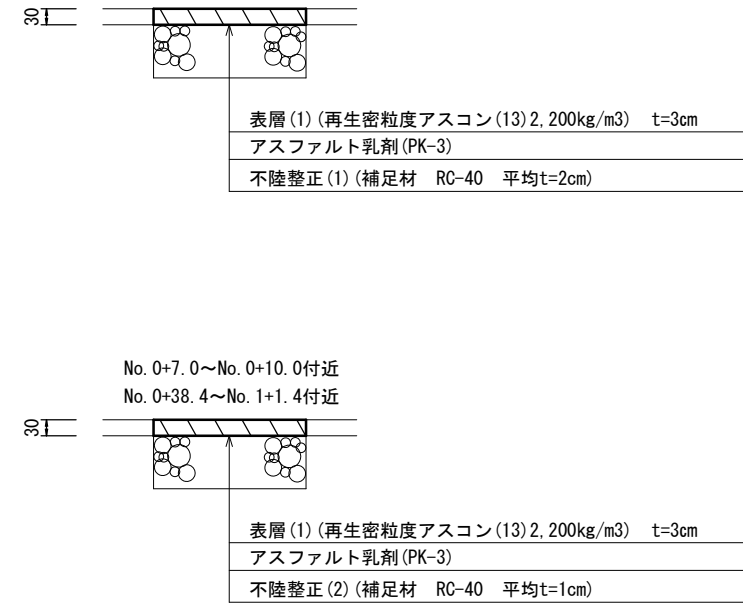 30
表層(1)(再生密粒度アスコン(13)2,200kg/m3)　t=3cm
アスファルト乳剤(PK-3)
不陸整正(1)(補足材　RC-40　平均t=2cm)
No.0+7.0～No.0+10.0付近
No.0+38.4～No.1+1.4付近
30
表層(1)(再生密粒度アスコン(13)2,200kg/m3)　t=3cm
アスファルト乳剤(PK-3)
不陸整正(2)(補足材　RC-40　平均t=1cm)